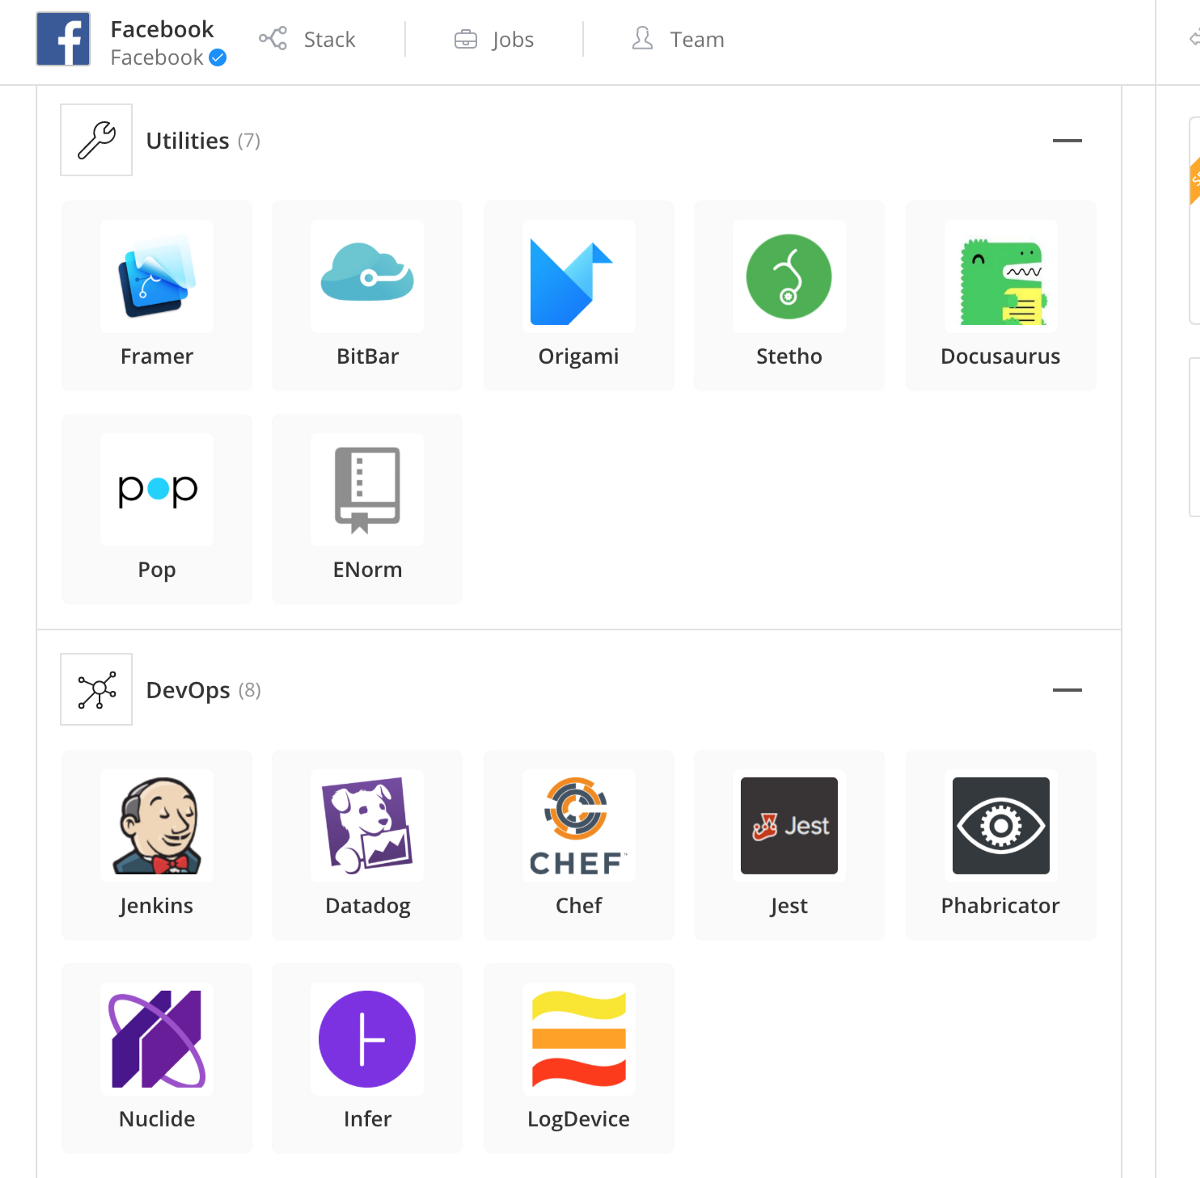 Facebook
Facebook
Stack
Jobs
Team
Utilities (7)
Framer
BitBar
Origami
Stetho
Docusaurus
pop
Pop
ENorm
DevOps (8)
CHEF™
Jest
Jenkins
Datadog
Chef
Jest
Phabricator
Nuclide
Infer
LogDevice